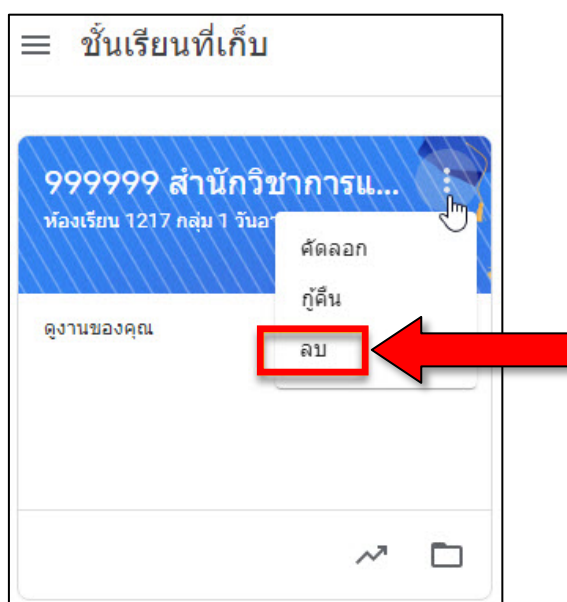 ชั้นเรียนที่เก็บ
999999 สำนักวิชาการแ...
ห้องเรียน 1217 กลุ่ม 1 วันอา
คัดลอก
กู้คืน
ดูงานของคุณ
ลบ